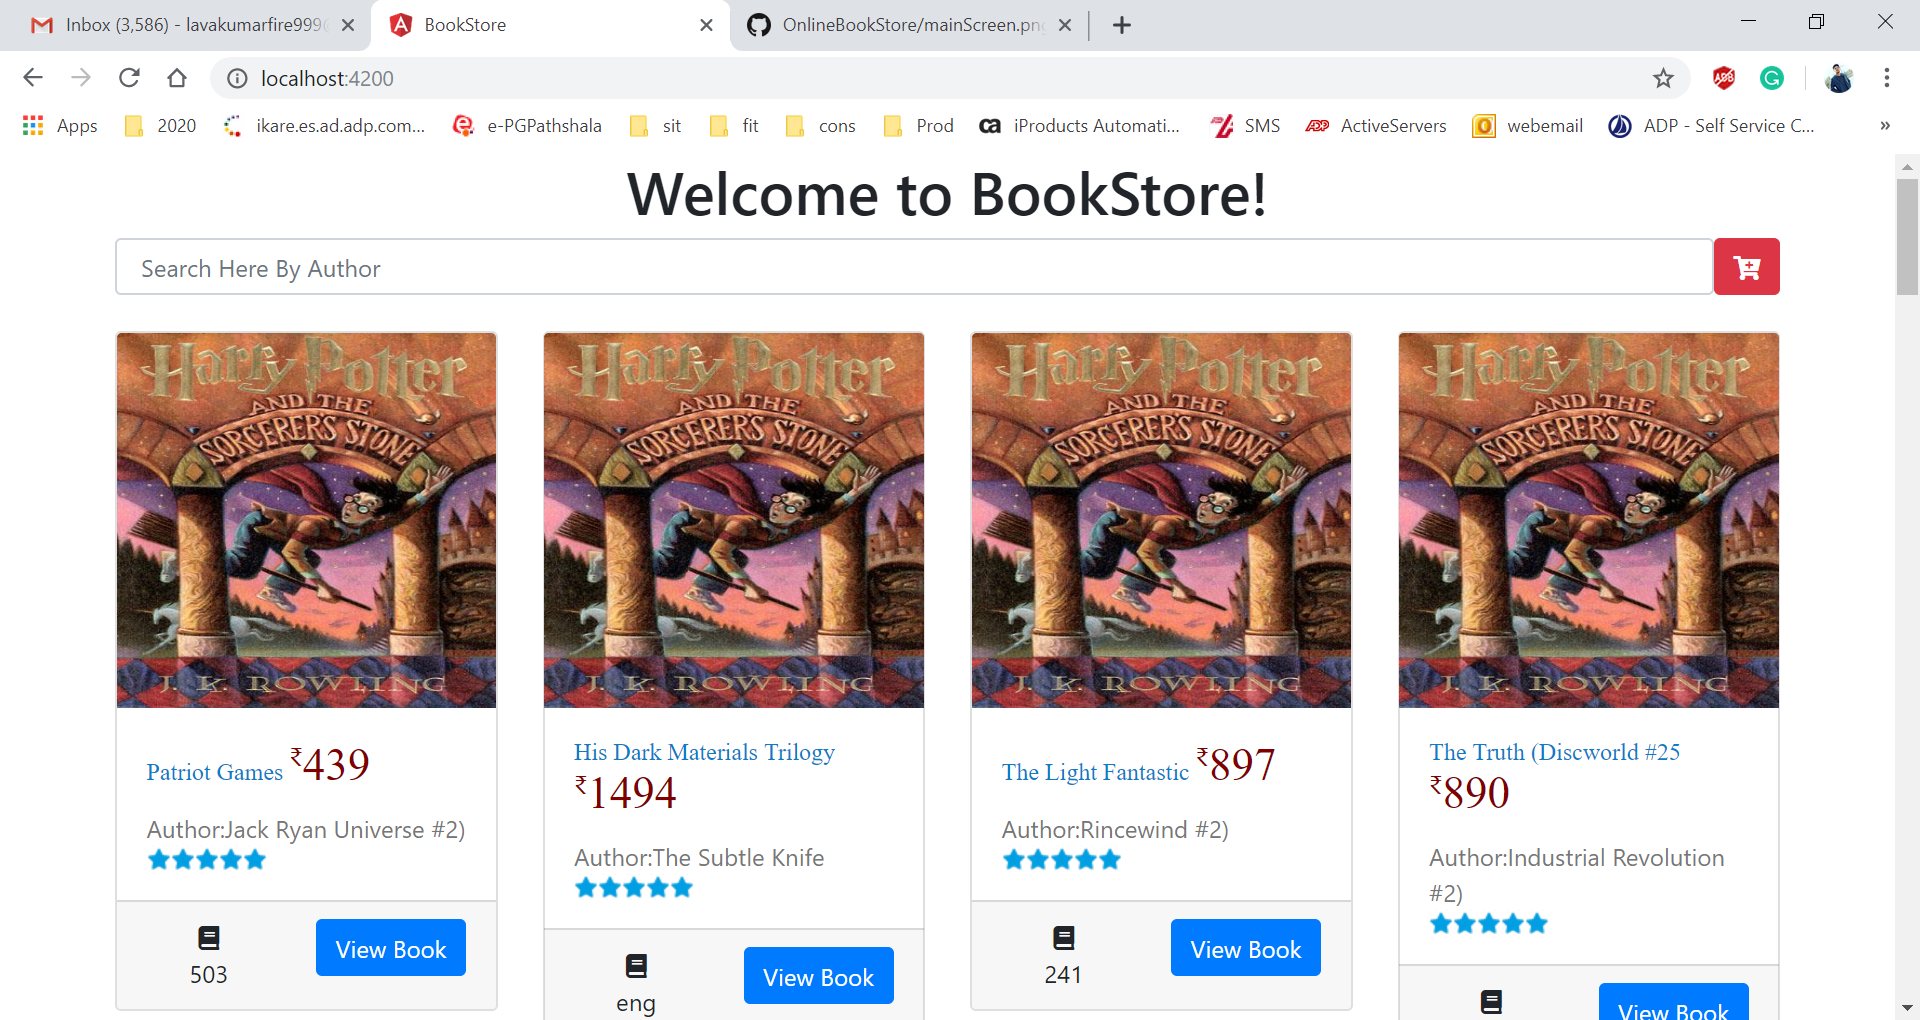 Inbox (3,586) - lavakumarfire999
BookStore
OnlineBookStore/mainScreen.png
localhost:4200
ABP
G
Apps
2020
ikare.es.ad.adp.com...
e-PGPathshala
sit
fit
cons
Prod
ca iProducts Automati...
SMS
ADP ActiveServers
webemail
ADP - Self Service C...
»
Welcome to BookStore!
Search Here By Author
Harry Potter
AND THE
SORCERER'S STONE
J. K. ROWLING
Patriot Games ₹439
Author:Jack Ryan Universe #2)
503
View Book
Harry Potter
AND THE
SORCERER'S STONE
J. K. ROWLING
His Dark Materials Trilogy
₹1494
Author:The Subtle Knife
eng
View Book
Harry Potter
AND THE
SORCERER'S STONE
J. K. ROWLING
The Light Fantastic ₹897
Author:Rincewind #2)
241
View Book
Harry Potter
AND THE
SORCERER'S STONE
J. K. ROWLING
The Truth (Discworld #25
₹890
Author:Industrial Revolution
#2)
View Book